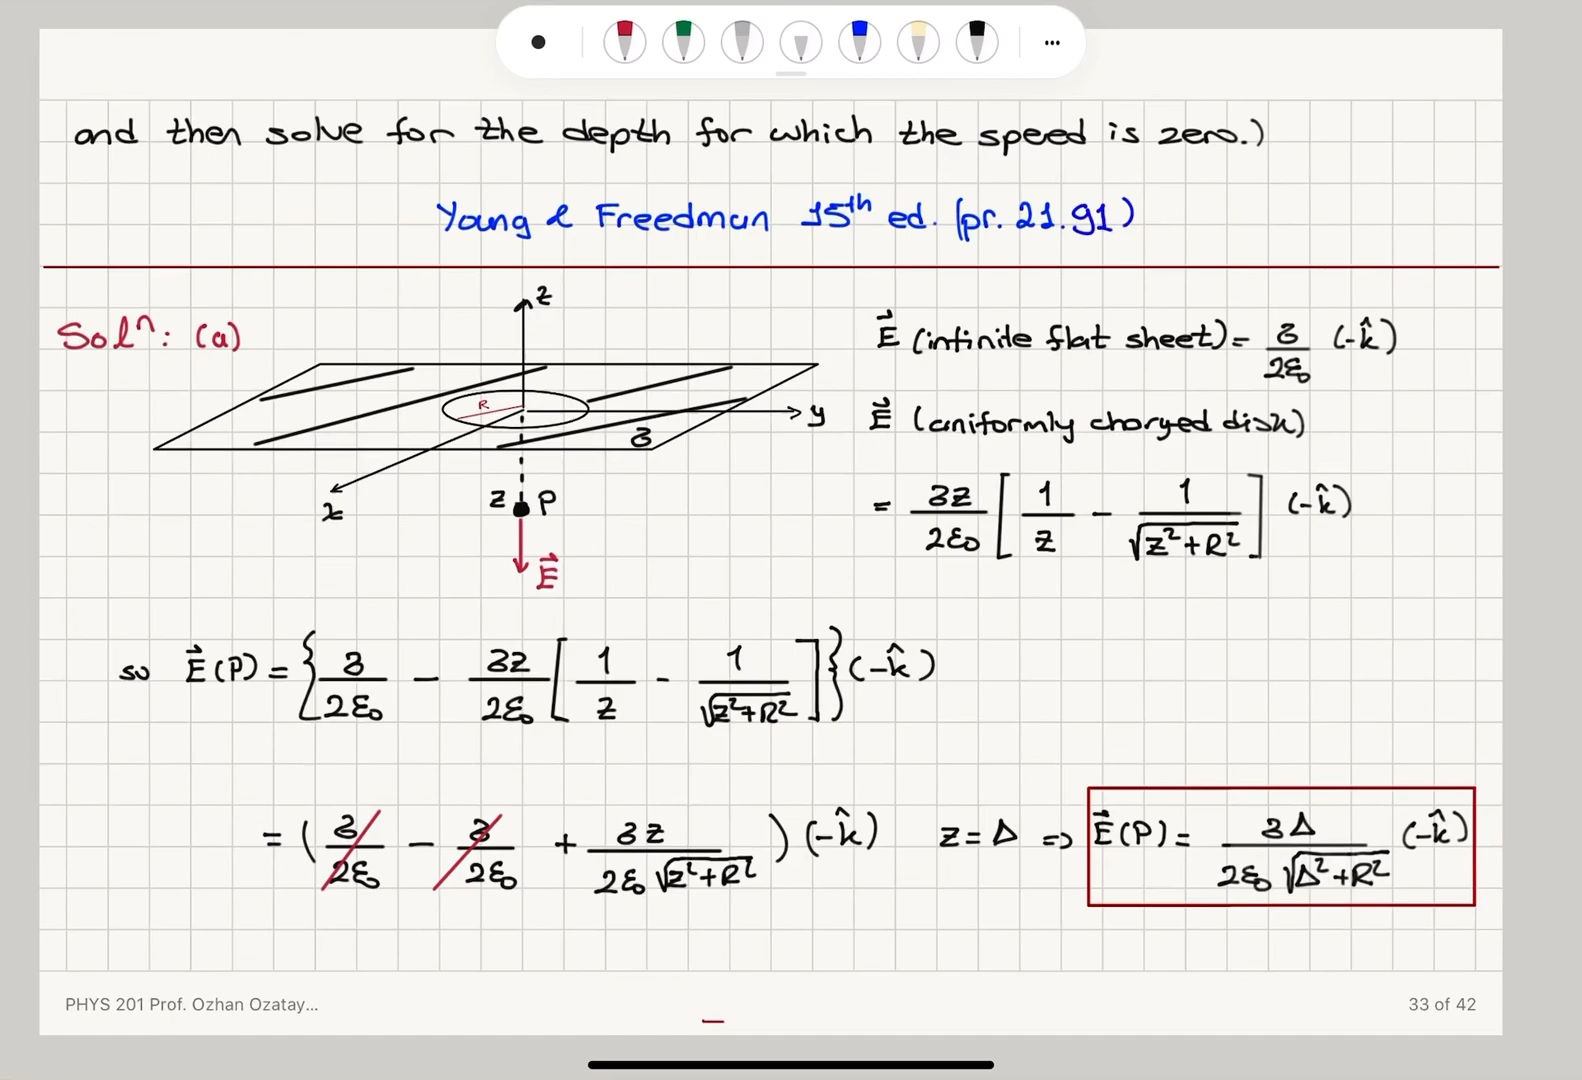 and then solve for the depth for which the speed is zero.)
Young & Freedman 15th ed. (pr. 21.91)
Solⁿ: (a)
z
R
y
σ
x
z P
E⃗
E⃗ (infinite flat sheet) = σ/2ε₀ (-k̂)
E⃗ (uniformly charged disk)
= σz/2ε₀ [1/z - 1/√(z²+R²)] (-k̂)
so E⃗(P) = {σ/2ε₀ - σz/2ε₀ [1/z - 1/√(z²+R²)]} (-k̂)
= (σ/2ε₀ - σ/2ε₀ + σz/2ε₀√(z²+R²)) (-k̂) z = Δ => E⃗(P) = σΔ/2ε₀√(Δ²+R²) (-k̂)
PHYS 201 Prof. Ozhan Ozatay...
33 of 42